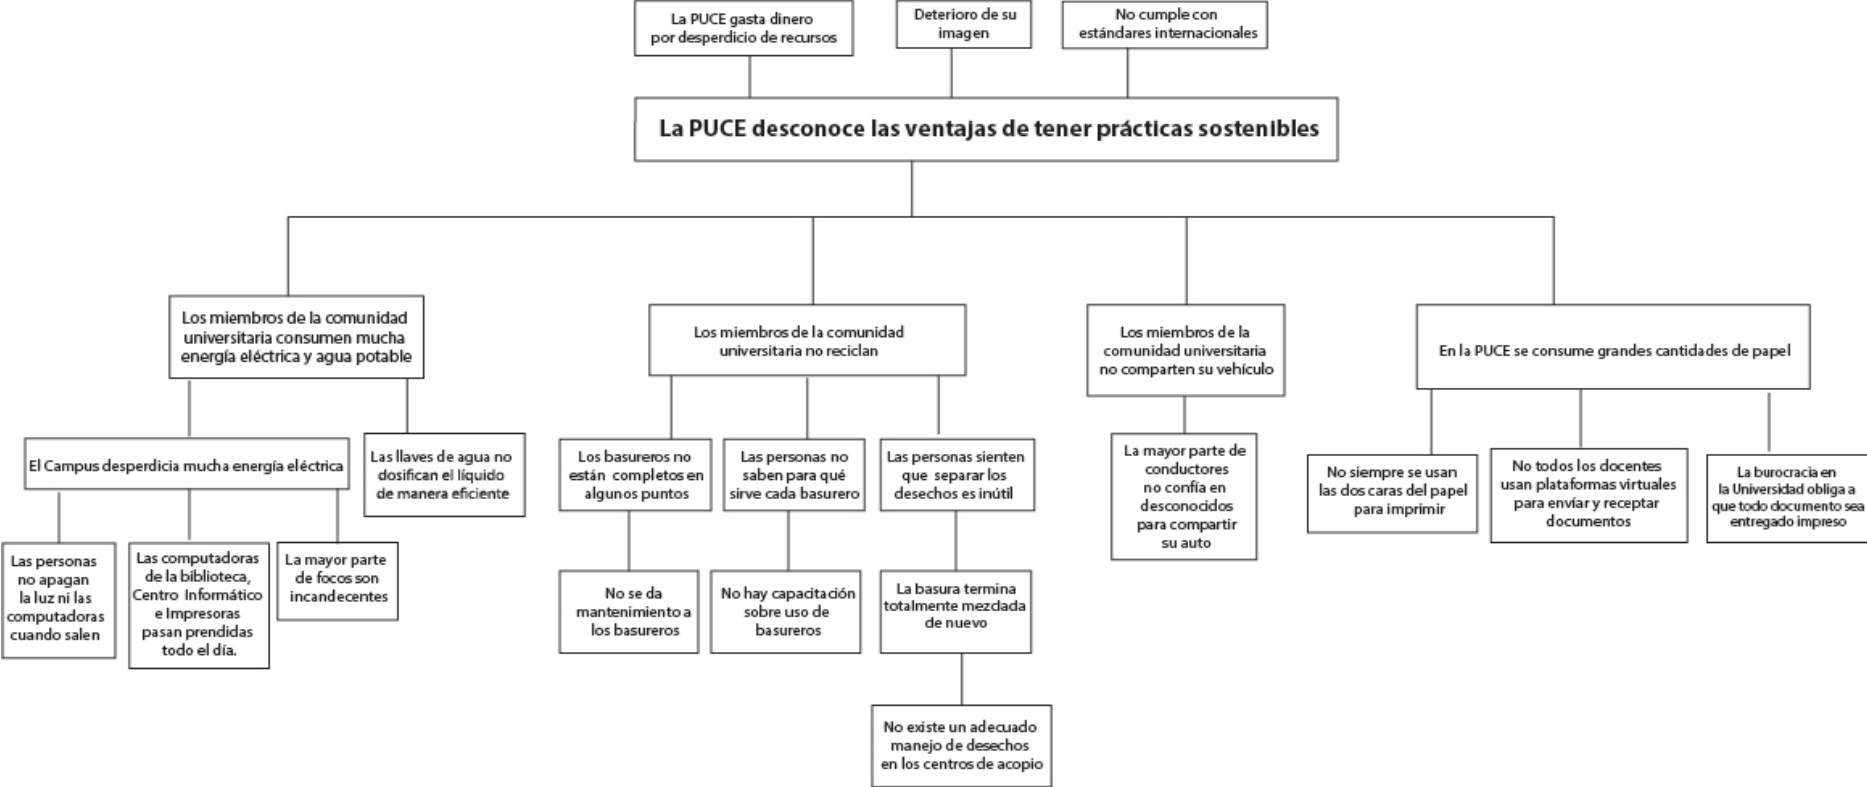 La PUCE gasta dinero
por desperdicio de recursos
Deterioro de su
imagen
No cumple con
estándares internacionales
La PUCE desconoce las ventajas de tener prácticas sostenibles
Los miembros de la comunidad
universitaria consumen mucha
energía eléctrica y agua potable
Los miembros de la comunidad
universitaria no reciclan
Los miembros de la
comunidad universitaria
no comparten su vehículo
En la PUCE se consume grandes cantidades de papel
El Campus desperdicia mucha energía eléctrica
Las llaves de agua no
dosifican el líquido
de manera eficiente
Los basureros no
están completos en
algunos puntos
Las personas no
saben para qué
sirve cada basurero
Las personas sienten
que separar los
desechos es inútil
La mayor parte de
conductores
no confía en
desconocidos
para compartir
su auto
No siempre se usan
las dos caras del papel
para imprimir
No todos los docentes
usan plataformas virtuales
para envíar y receptar
documentos
La burocracia en
la Universidad obliga a
que todo documento sea
entregado impreso
Las personas
no apagan
la luz ni las
computadoras
cuando salen
Las computadoras
de la biblioteca,
Centro Informático
e Impresoras
pasan prendidas
todo el día.
La mayor parte
de focos son
incandecentes
No se da
mantenimiento a
los basureros
No hay capacitación
sobre uso de
basureros
La basura termina
totalmente mezclada
de nuevo
No existe un adecuado
manejo de desechos
en los centros de acopio